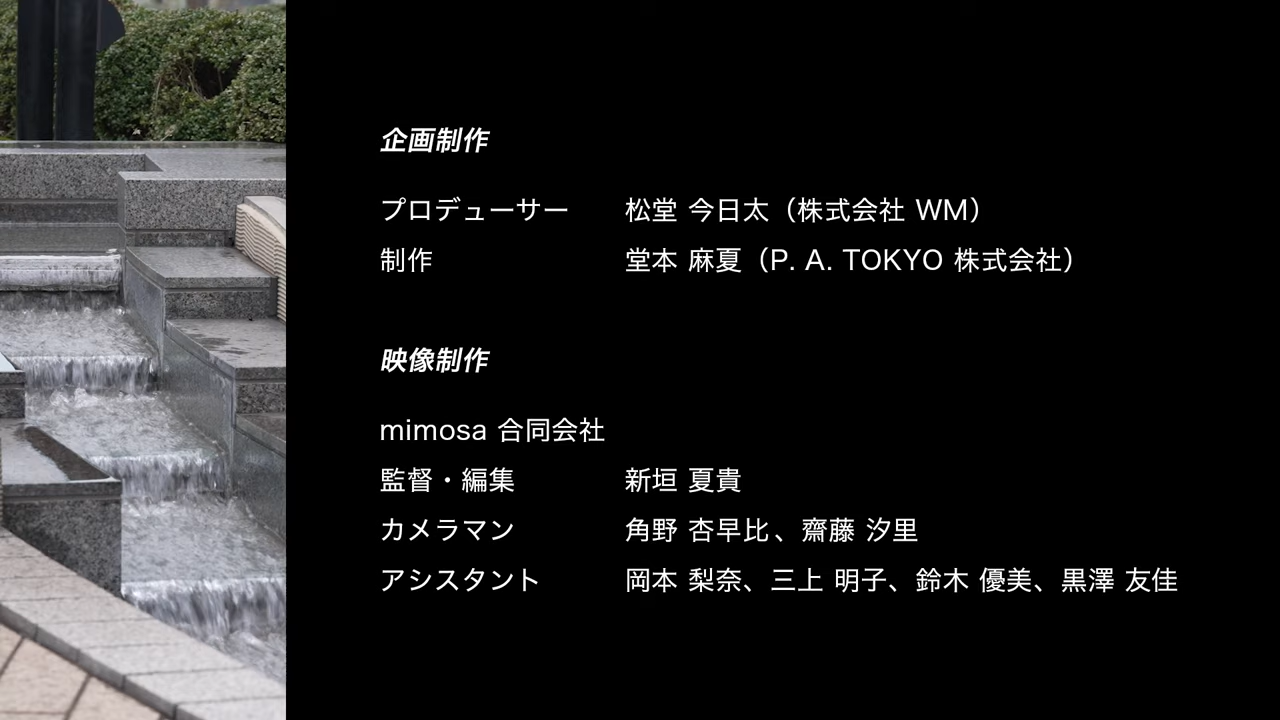 企画制作
プロデューサー 松堂 今日太（株式会社 WM）
制作 堂本 麻夏（P. A. TOKYO 株式会社）
映像制作
mimosa 合同会社
監督・編集 新垣 夏貴
カメラマン 角野 杏早比、齋藤 汐里
アシスタント 岡本 梨奈、三上 明子、鈴木 優美、黒澤 友佳